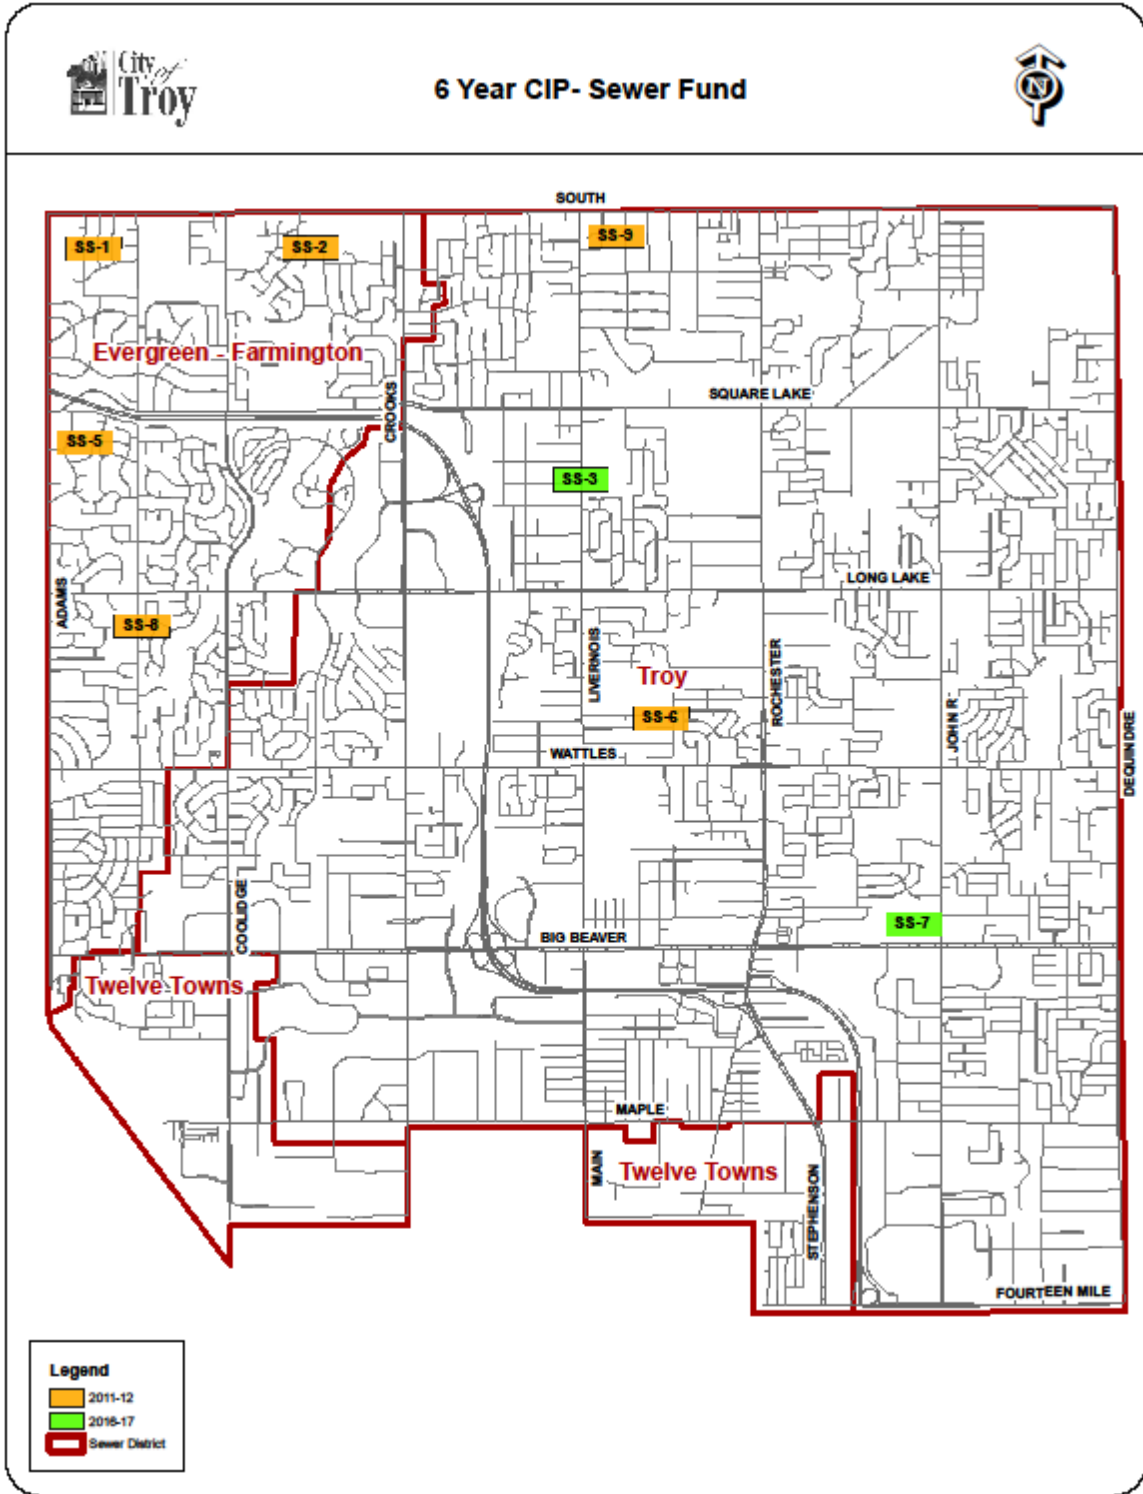 City of
Troy
6 Year CIP- Sewer Fund
N
SOUTH
SS-1
SS-2
SS-9
Evergreen - Farmington
CROOKS
SQUARE LAKE
SS-5
SS-3
LONG LAKE
ADAMS
SS-8
LIVERNOIS
Troy
ROCHESTER
SS-6
JOHN R
WATTLES
DEQUINDRE
COOLIDGE
SS-7
BIG BEAVER
Twelve Towns
MAPLE
MAIN
Twelve Towns
STEPHENSON
FOURTEEN MILE
Legend
2011-12
2016-17
Sewer District